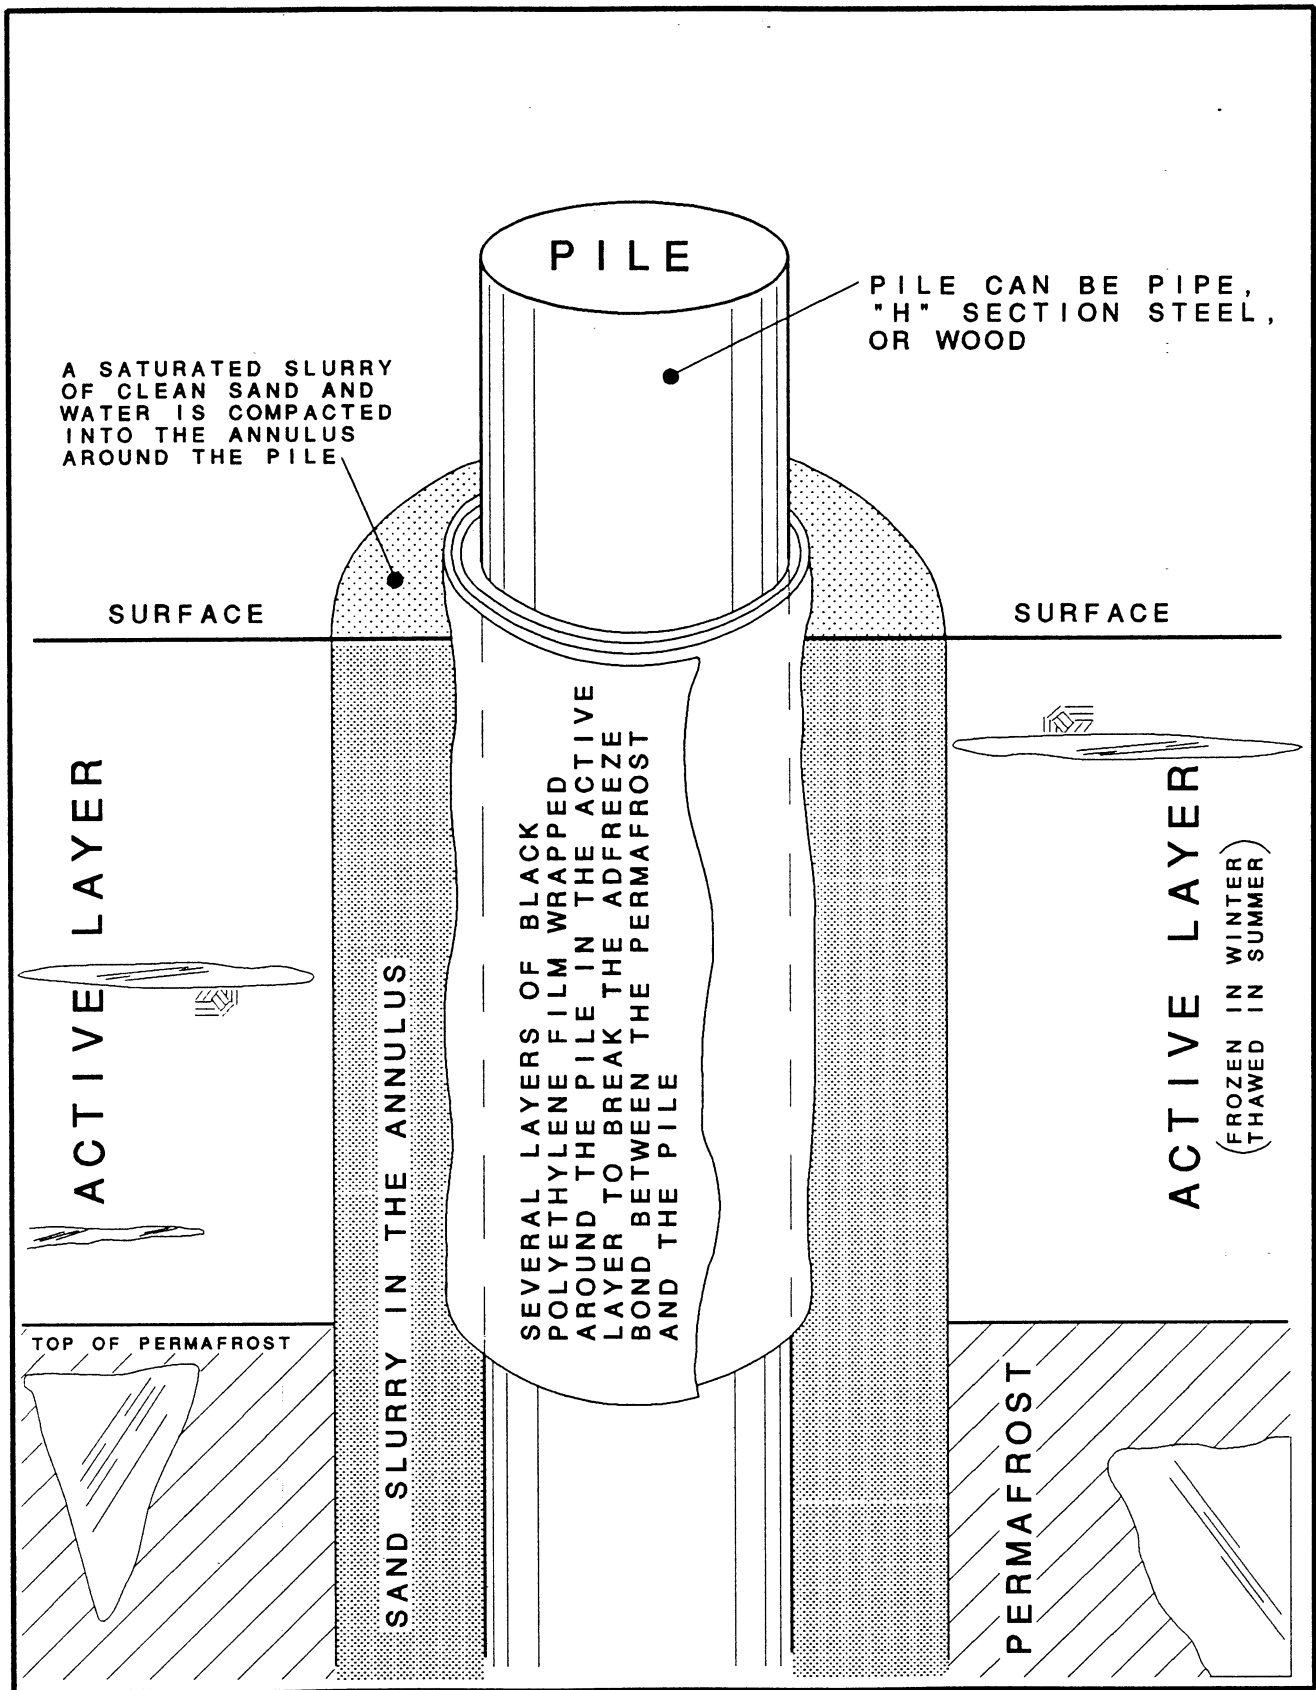 PILE
PILE CAN BE PIPE,
"H" SECTION STEEL,
OR WOOD
A SATURATED SLURRY
OF CLEAN SAND AND
WATER IS COMPACTED
INTO THE ANNULUS
AROUND THE PILE
SURFACE
SURFACE
ACTIVE LAYER
SAND SLURRY IN THE ANNULUS
SEVERAL LAYERS OF BLACK
POLYETHYLENE FILM WRAPPED
AROUND THE PILE IN THE ACTIVE
LAYER TO BREAK THE ADFREEZE
BOND BETWEEN THE PERMAFROST
AND THE PILE
ACTIVE LAYER
(FROZEN IN WINTER
THAWED IN SUMMER)
TOP OF PERMAFROST
PERMAFROST